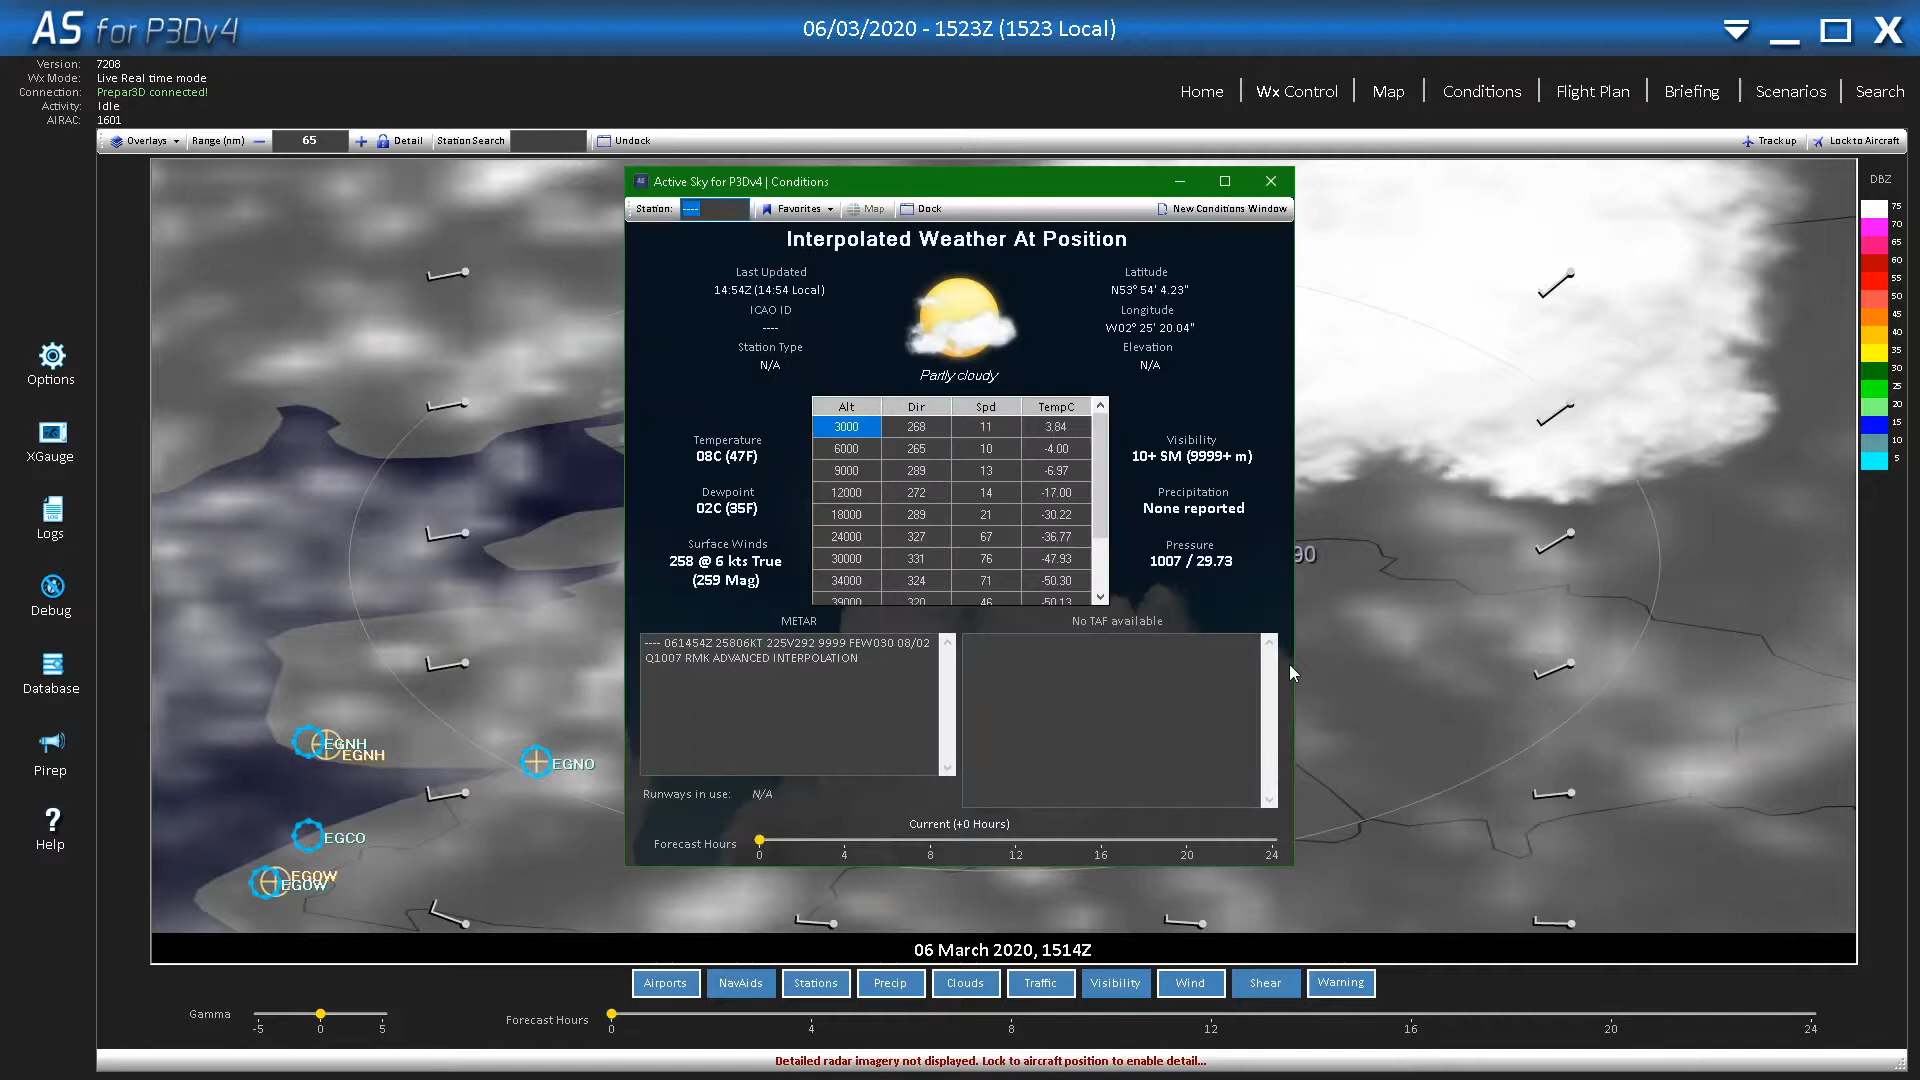 AS for P3Dv4
06/03/2020 - 1523Z (1523 Local)
Version: 7208
Wx Mode: Live Real time mode
Connection: Prepar3D connected!
Activity: Idle
AIRAC: 1601
Home Wx Control Map Conditions Flight Plan Briefing Scenarios Search
Overlays Range (nm) 65 Detail Station Search Undock Track up Lock to Aircraft
Options
XGauge
Logs
Debug
Database
Pirep
Help
Active Sky for P3Dv4 | Conditions
Station: ---- Favorites Map Dock New Conditions Window
Interpolated Weather At Position
Last Updated
14:54Z (14:54 Local)
ICAO ID
----
Station Type
N/A
Partly cloudy
Latitude
N53° 54' 4.23"
Longitude
W02° 25' 20.04"
Elevation
N/A
Temperature
08C (47F)
Dewpoint
02C (35F)
Surface Winds
258 @ 6 kts True
(259 Mag)
Alt Dir Spd TempC
3000 268 11 3.84
6000 265 10 -4.00
9000 289 13 -6.97
12000 272 14 -17.00
18000 289 21 -30.22
24000 327 67 -36.77
30000 331 76 -47.93
34000 324 71 -50.30
39000 320 46 -50.13
Visibility
10+ SM (9999+ m)
Precipitation
None reported
Pressure
1007 / 29.73
METAR
---- 061454Z 25806KT 225V292 9999 FEW030 08/02
Q1007 RMK ADVANCED INTERPOLATION
No TAF available
Runways in use: N/A
Current (+0 Hours)
Forecast Hours
0 4 8 12 16 20 24
90
EGNH
EGNH
EGNO
EGCO
EGOW
EGOW
DBZ
75
70
65
60
55
50
45
40
35
30
25
20
15
10
5
06 March 2020, 1514Z
Airports NavAids Stations Precip Clouds Traffic Visibility Wind Shear Warning
Gamma
-5 0 5
Forecast Hours
0 4 8 12 16 20 24
Detailed radar imagery not displayed. Lock to aircraft position to enable detail...